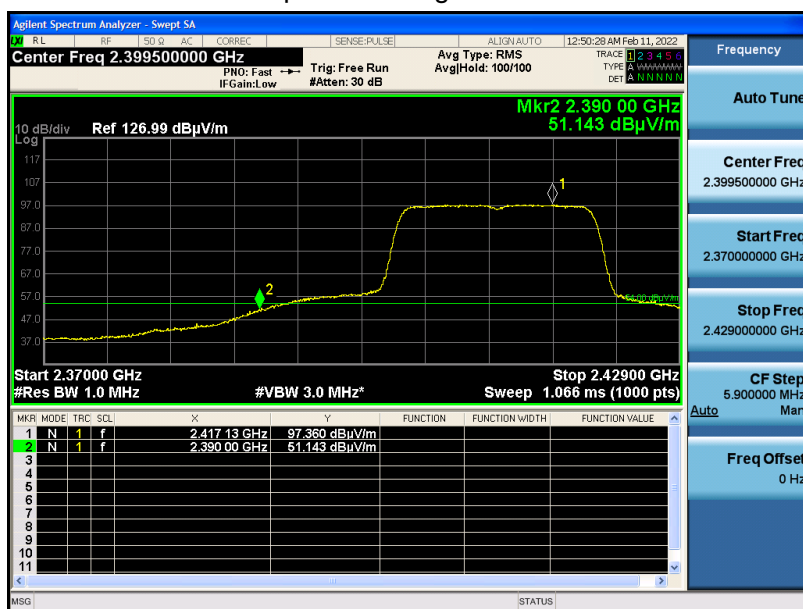 Agilent Spectrum Analyzer - Swept SA
LXI RL RF 50 Ω AC CORREC SENSE:PULSE ALIGN AUTO 12:50:28 AM Feb 11, 2022
Center Freq 2.399500000 GHz
PNO: Fast
IFGain:Low
Trig: Free Run
#Atten: 30 dB
Avg Type: RMS
Avg|Hold: 100/100
TRACE 1 2 3 4 5 6
TYPE A WWWWW
DET A N N N N N
Mkr2 2.390 00 GHz
51.143 dBµV/m
10 dB/div Ref 126.99 dBµV/m
Log
117
107
97.0
87.0
77.0
67.0
57.0
47.0
37.0
1
2
54.00 dBµV/m
Start 2.37000 GHz Stop 2.42900 GHz
#Res BW 1.0 MHz #VBW 3.0 MHz* Sweep 1.066 ms (1000 pts)
MKR MODE TRC SCL X Y FUNCTION FUNCTION WIDTH FUNCTION VALUE
1 N 1 f 2.417 13 GHz 97.360 dBµV/m
2 N 1 f 2.390 00 GHz 51.143 dBµV/m
3
4
5
6
7
8
9
10
11
MSG STATUS
Frequency
Auto Tune
Center Freq
2.399500000 GHz
Start Freq
2.370000000 GHz
Stop Freq
2.429000000 GHz
CF Step
5.900000 MHz
Auto Man
Freq Offset
0 Hz